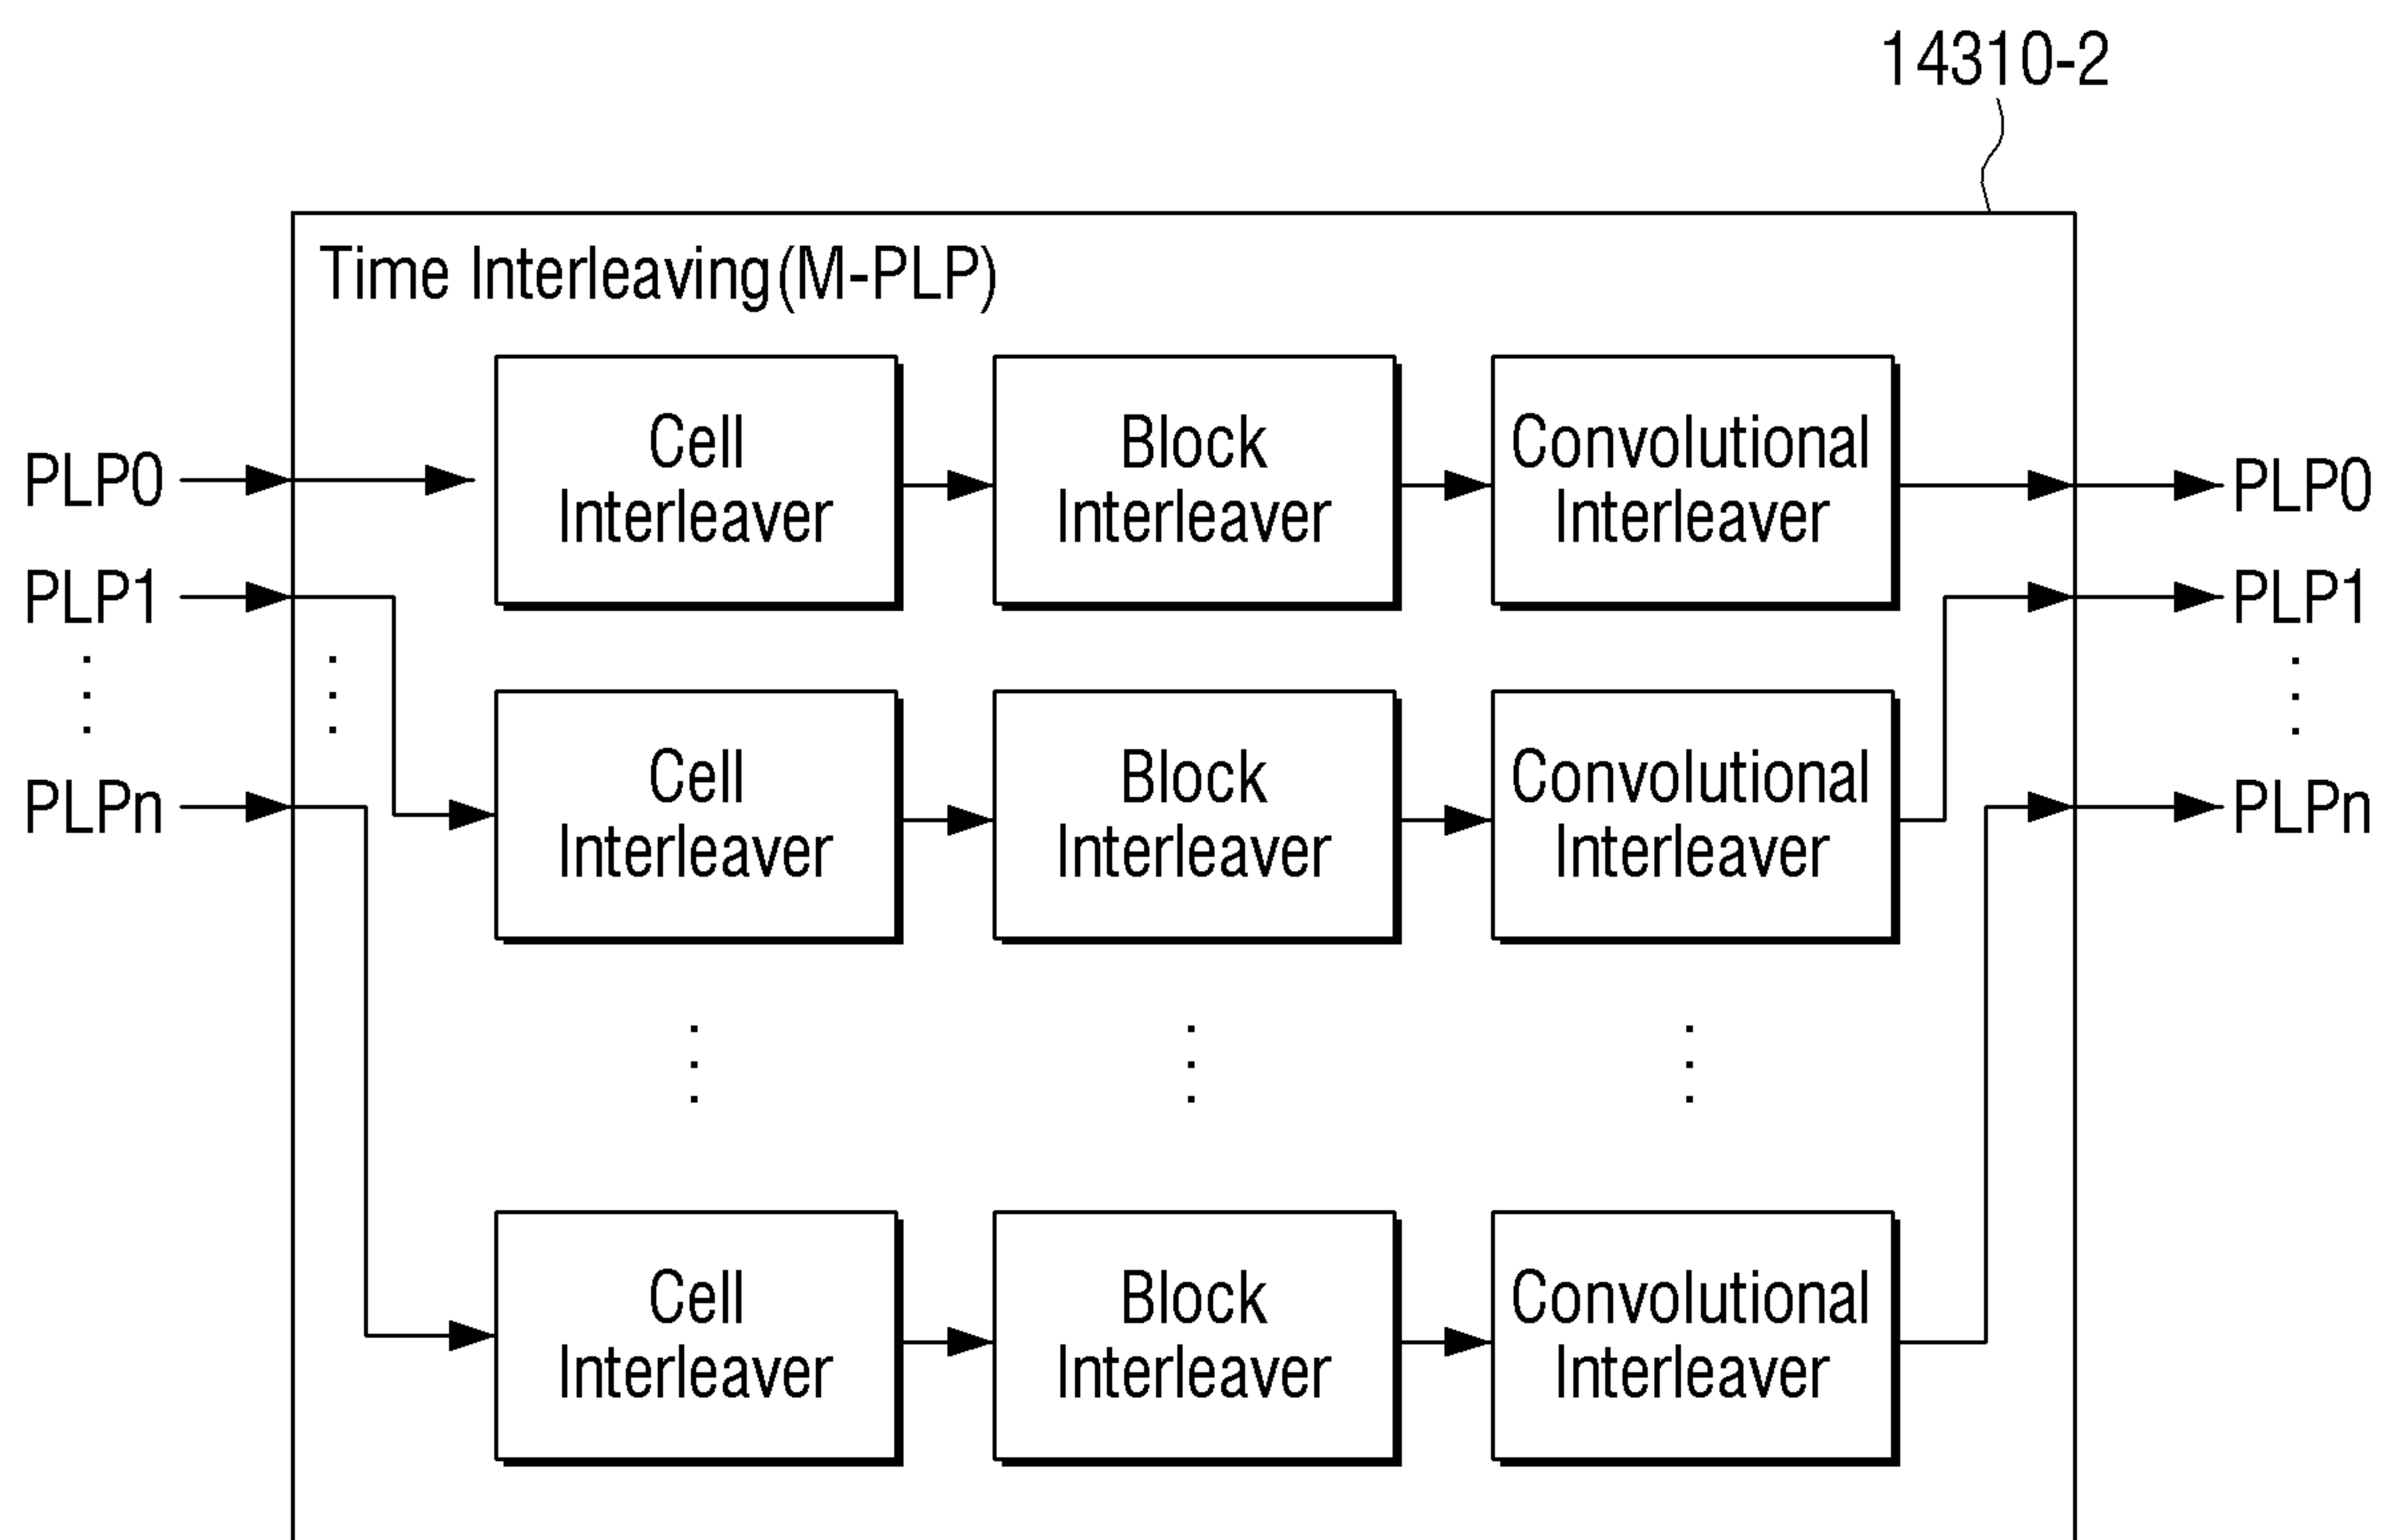 14310-2
Time Interleaving(M-PLP)
PLP0
Cell
Interleaver
Block
Interleaver
Convolutional
Interleaver
PLP0
PLP1
PLP1
PLPn
Cell
Interleaver
Block
Interleaver
Convolutional
Interleaver
PLPn
Cell
Interleaver
Block
Interleaver
Convolutional
Interleaver